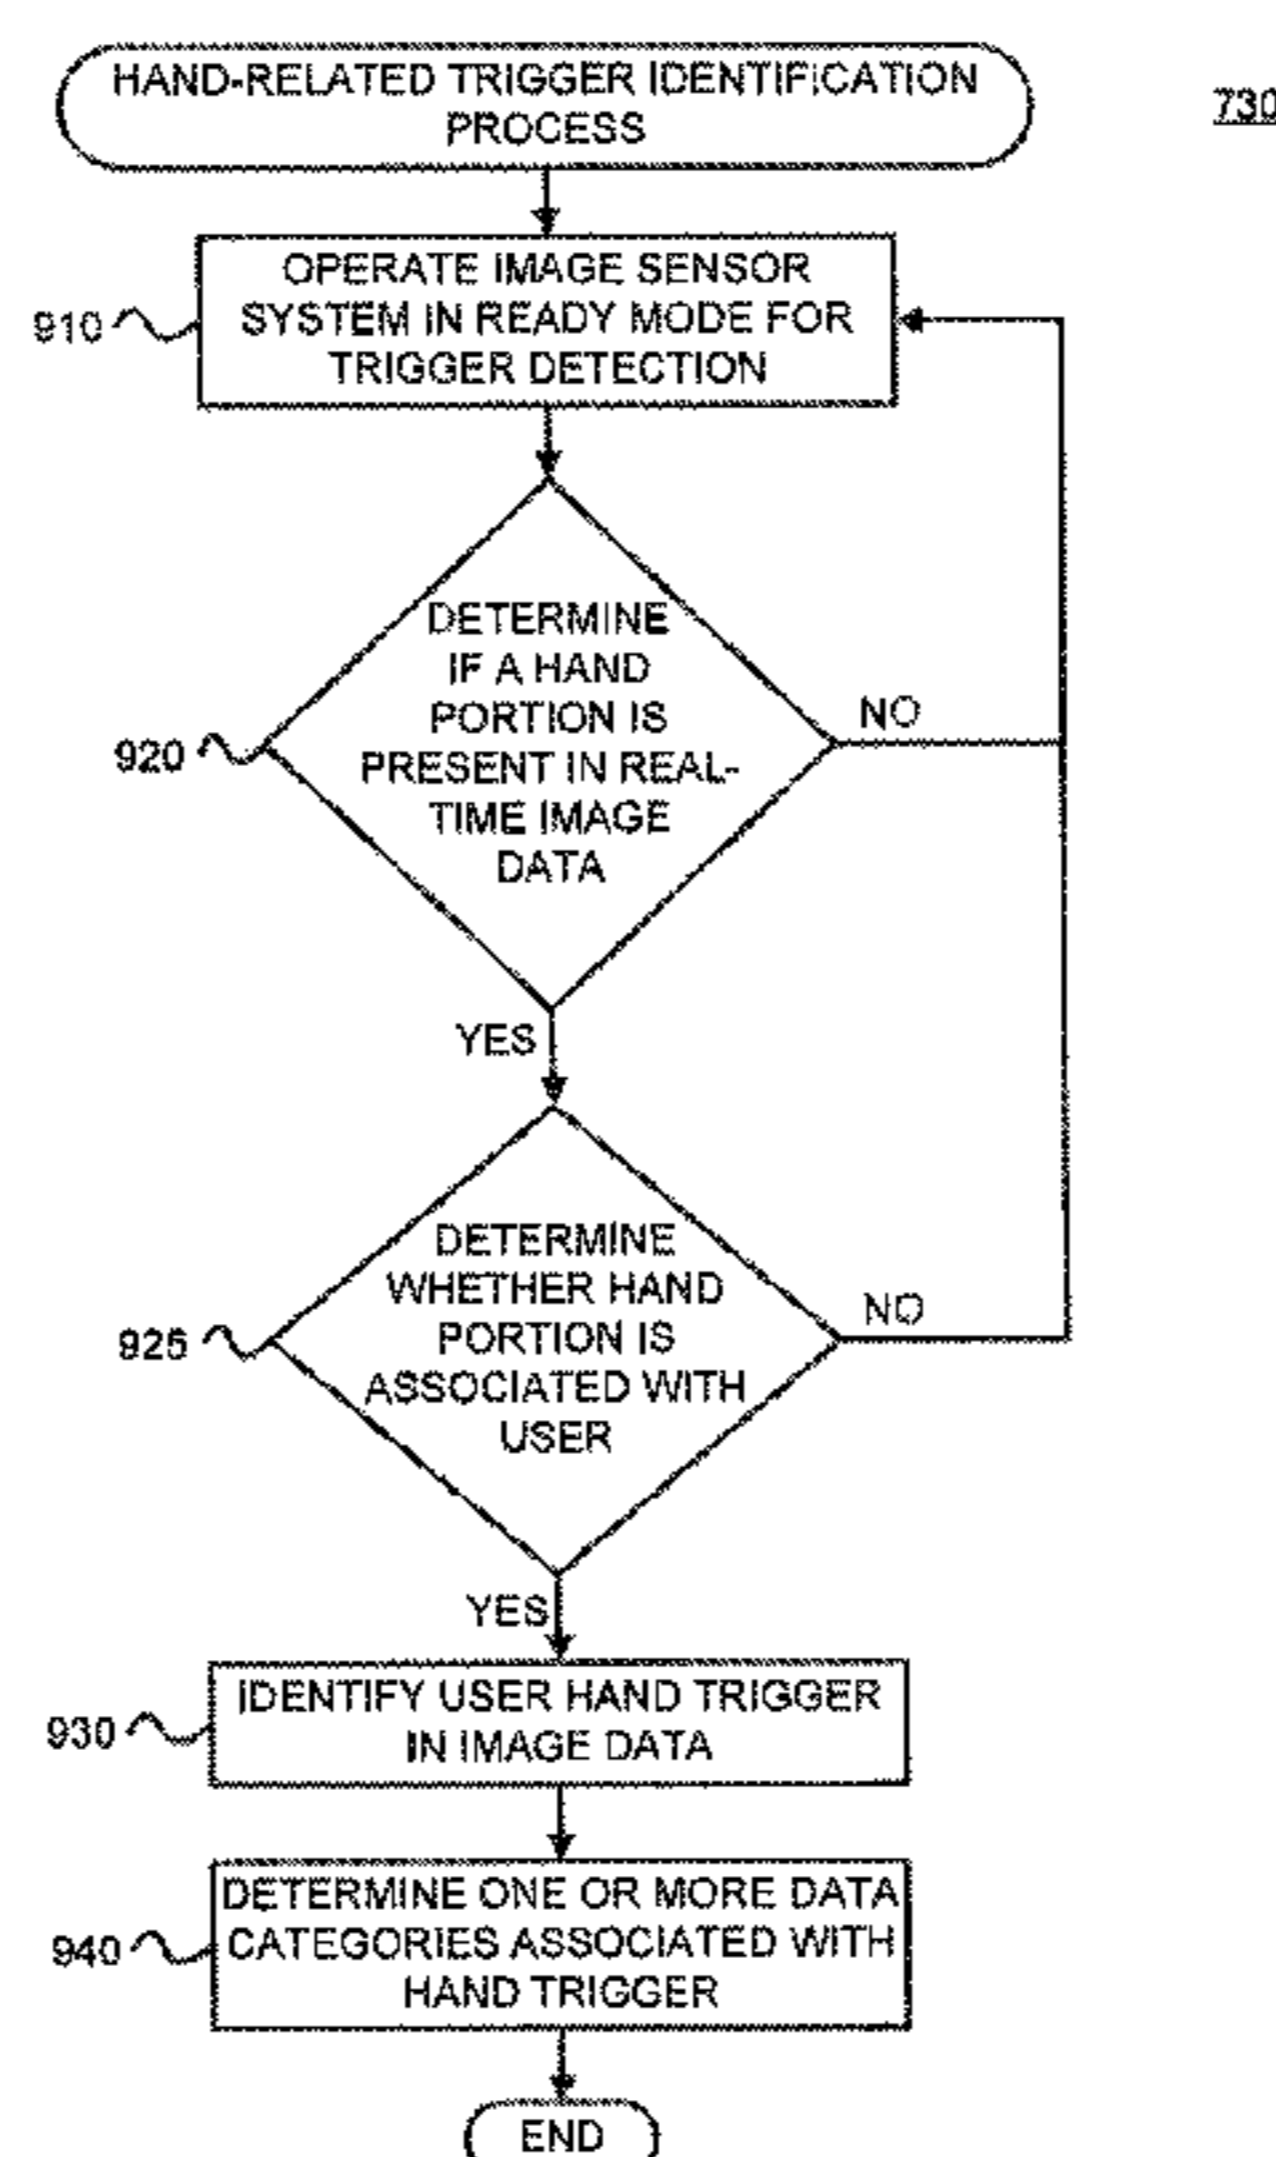 HAND-RELATED TRIGGER IDENTIFICATION
PROCESS
730
OPERATE IMAGE SENSOR
SYSTEM IN READY MODE FOR
TRIGGER DETECTION
910
DETERMINE
IF A HAND
PORTION IS
PRESENT IN REAL-
TIME IMAGE
DATA
920
NO
YES
DETERMINE
WHETHER HAND
PORTION IS
ASSOCIATED WITH
USER
925
NO
YES
IDENTIFY USER HAND TRIGGER
IN IMAGE DATA
930
DETERMINE ONE OR MORE DATA
CATEGORIES ASSOCIATED WITH
HAND TRIGGER
940
END